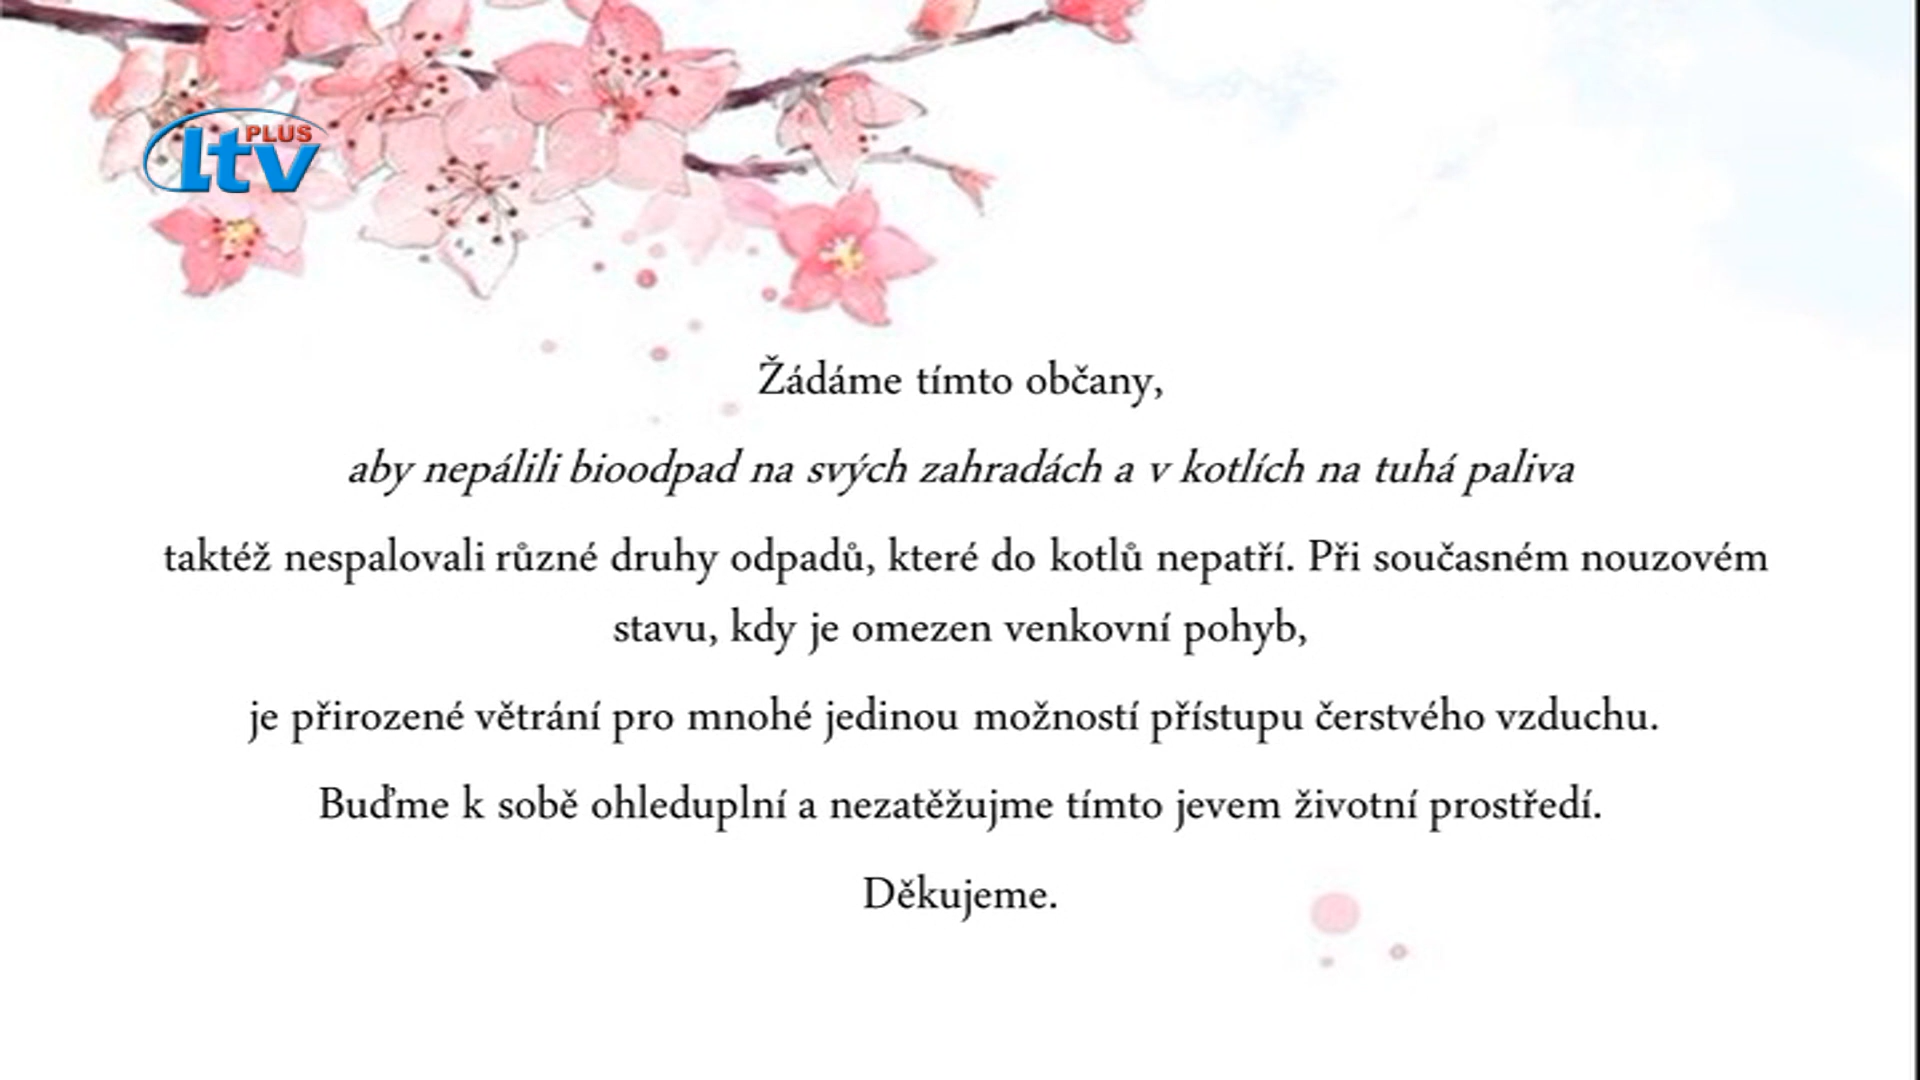 PLUS
ltv
Žádáme tímto občany,
aby nepálili bioodpad na svých zahradách a v kotlích na tuhá paliva
taktéž nespalovali různé druhy odpadů, které do kotlů nepatří. Při současném nouzovém
stavu, kdy je omezen venkovní pohyb,
je přirozené větrání pro mnohé jedinou možností přístupu čerstvého vzduchu.
Buďme k sobě ohleduplní a nezatěžujme tímto jevem životní prostředí.
Děkujeme.